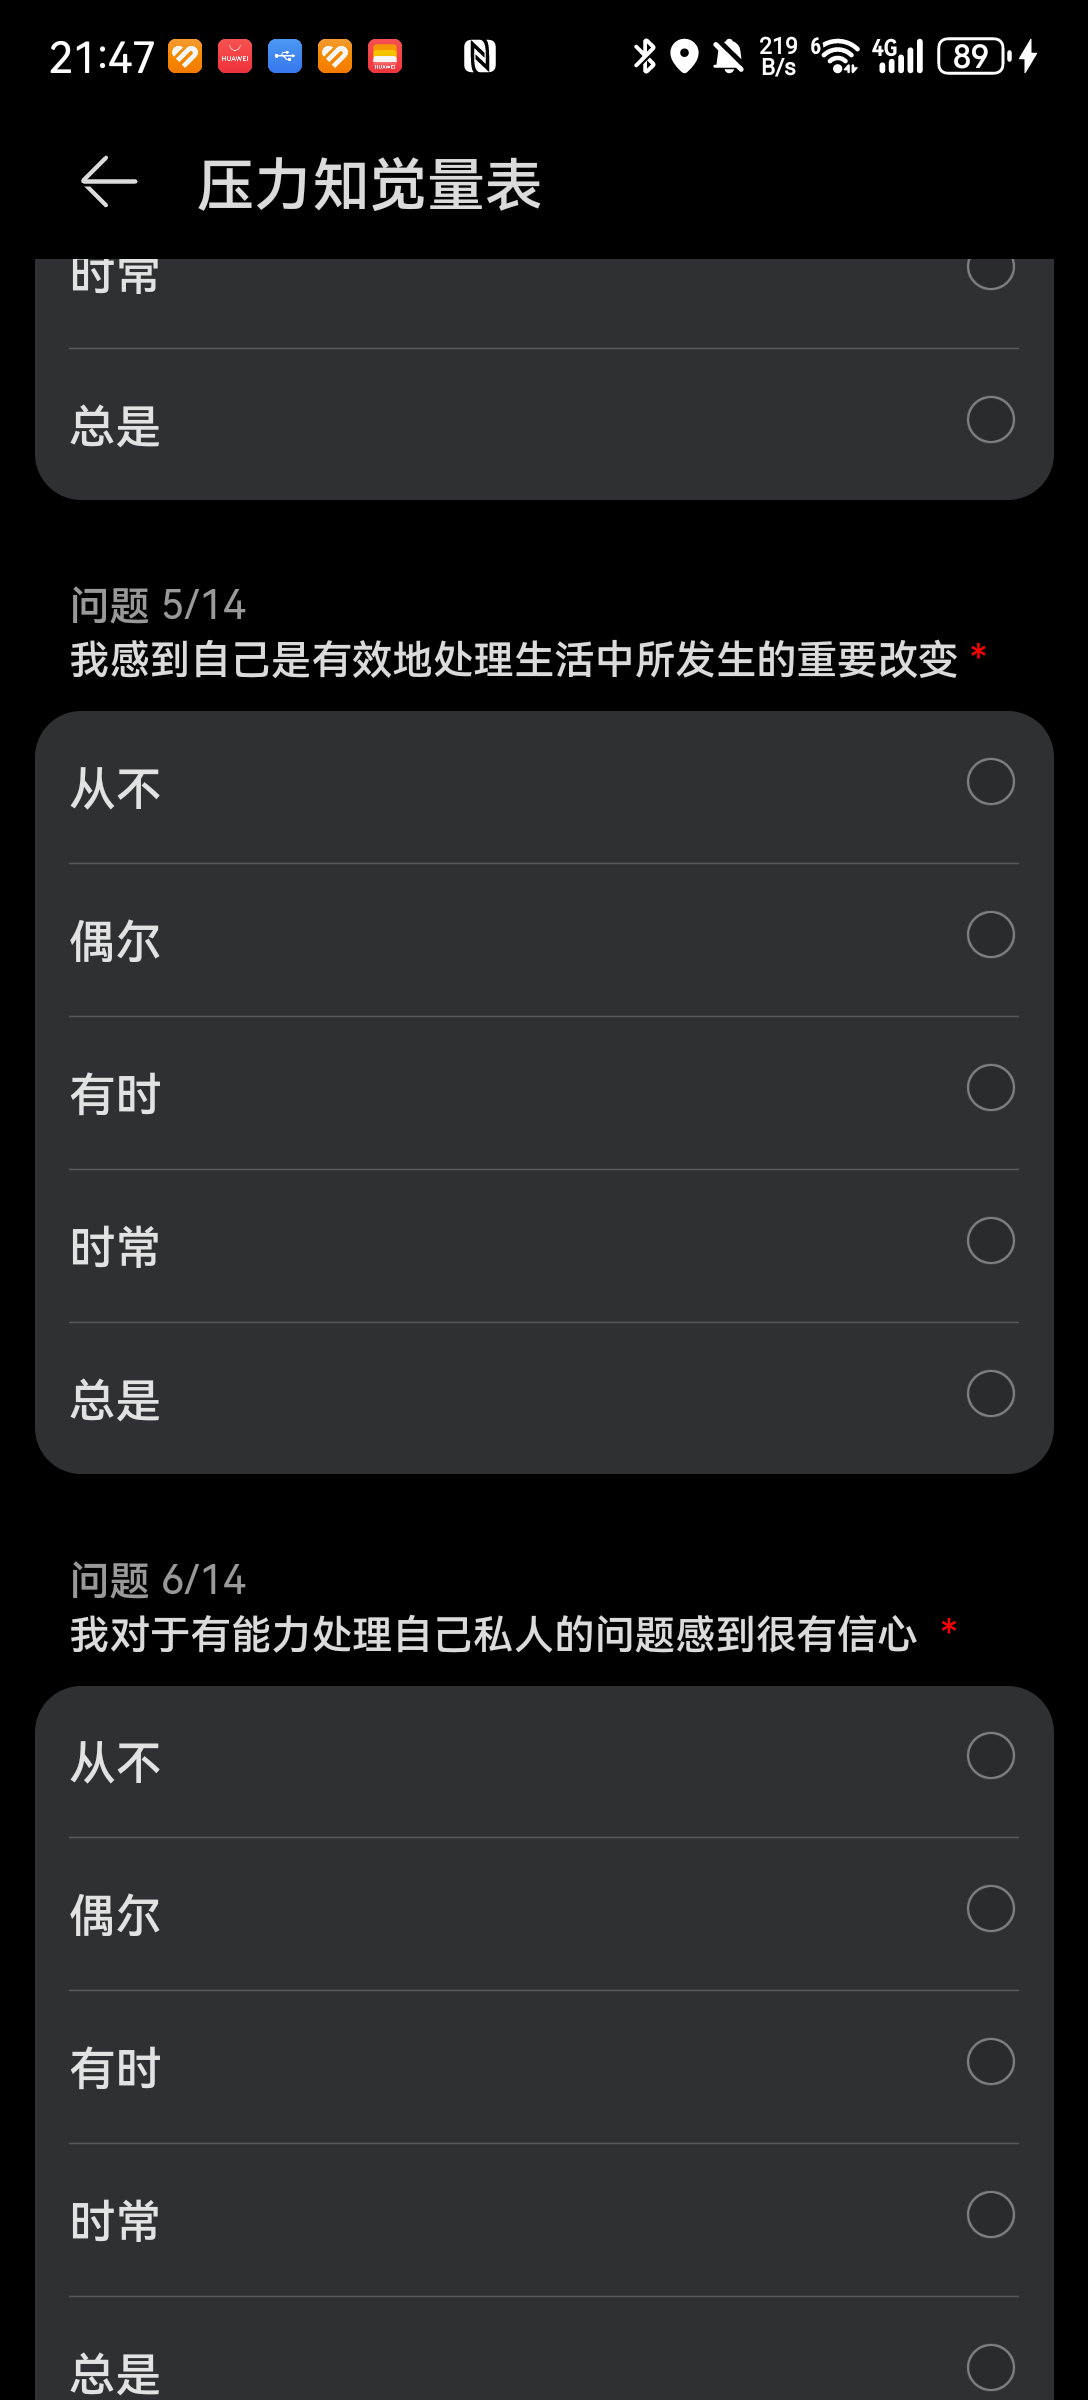 21:47
HUAWEI
HUAWEI
219 B/s
6
4G
89
压力知觉量表
时常
总是
问题 5/14
我感到自己是有效地处理生活中所发生的重要改变 *
从不
偶尔
有时
时常
总是
问题 6/14
我对于有能力处理自己私人的问题感到很有信心 *
从不
偶尔
有时
时常
总是